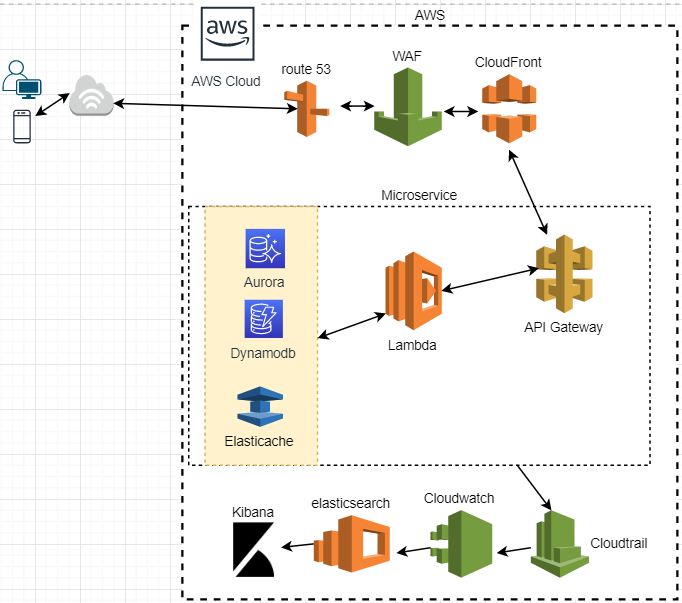 AWS
aws
AWS Cloud
route 53
WAF
CloudFront
Microservice
Aurora
Dynamodb
Elasticache
Lambda
API Gateway
Kibana
elasticsearch
Cloudwatch
Cloudtrail